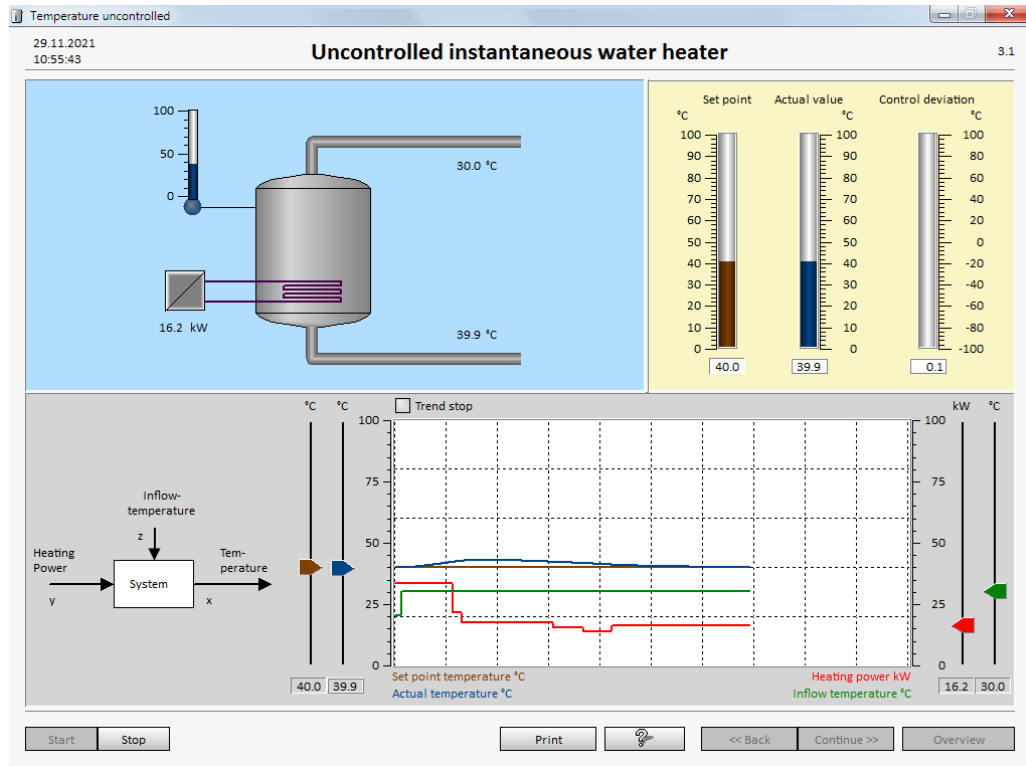 Temperature uncontrolled
29.11.2021
10:55:43
Uncontrolled instantaneous water heater
3.1
100
50
0
30.0 °C
16.2 kW
39.9 °C
Set point Actual value Control deviation
°C °C °C
100 100 100
90 90 80
80 80 60
70 70 40
60 60 20
50 50 0
40 40 -20
30 30 -40
20 20 -60
10 10 -80
0 0 -100
40.0 39.9 0.1
°C °C Trend stop kW °C
100 100
75 75
50 50
25 25
0 0
Inflow-
temperature
z
Heating
Power
Tem-
perature
System
y
x
40.0 39.9
Set point temperature °C Heating power kW
Actual temperature °C Inflow temperature °C
16.2 30.0
Start Stop Print ? << Back Continue >> Overview